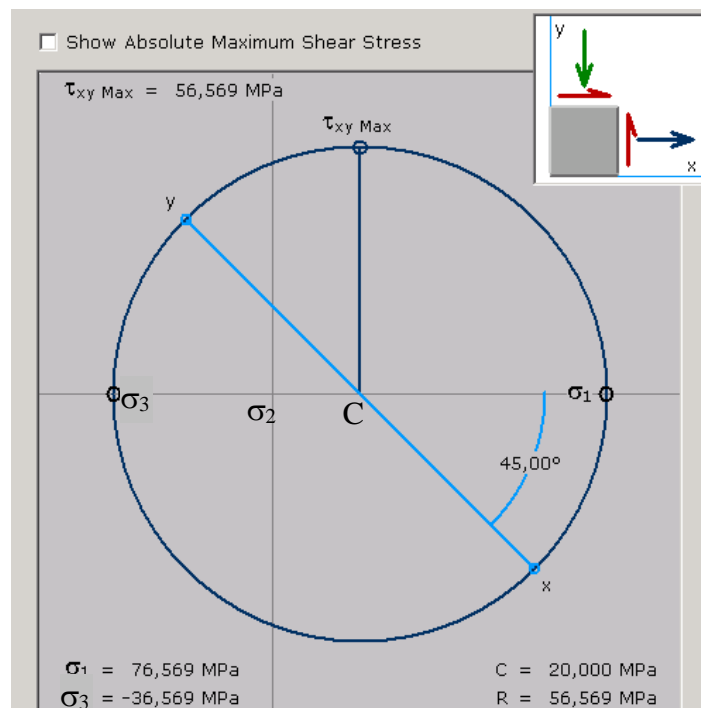 Show Absolute Maximum Shear Stress
y
x
τxy Max = 56,569 MPa
τxy Max
y
σ3
σ2
C
σ1
45,00º
x
σ1 = 76,569 MPa
C = 20,000 MPa
σ3 = -36,569 MPa
R = 56,569 MPa